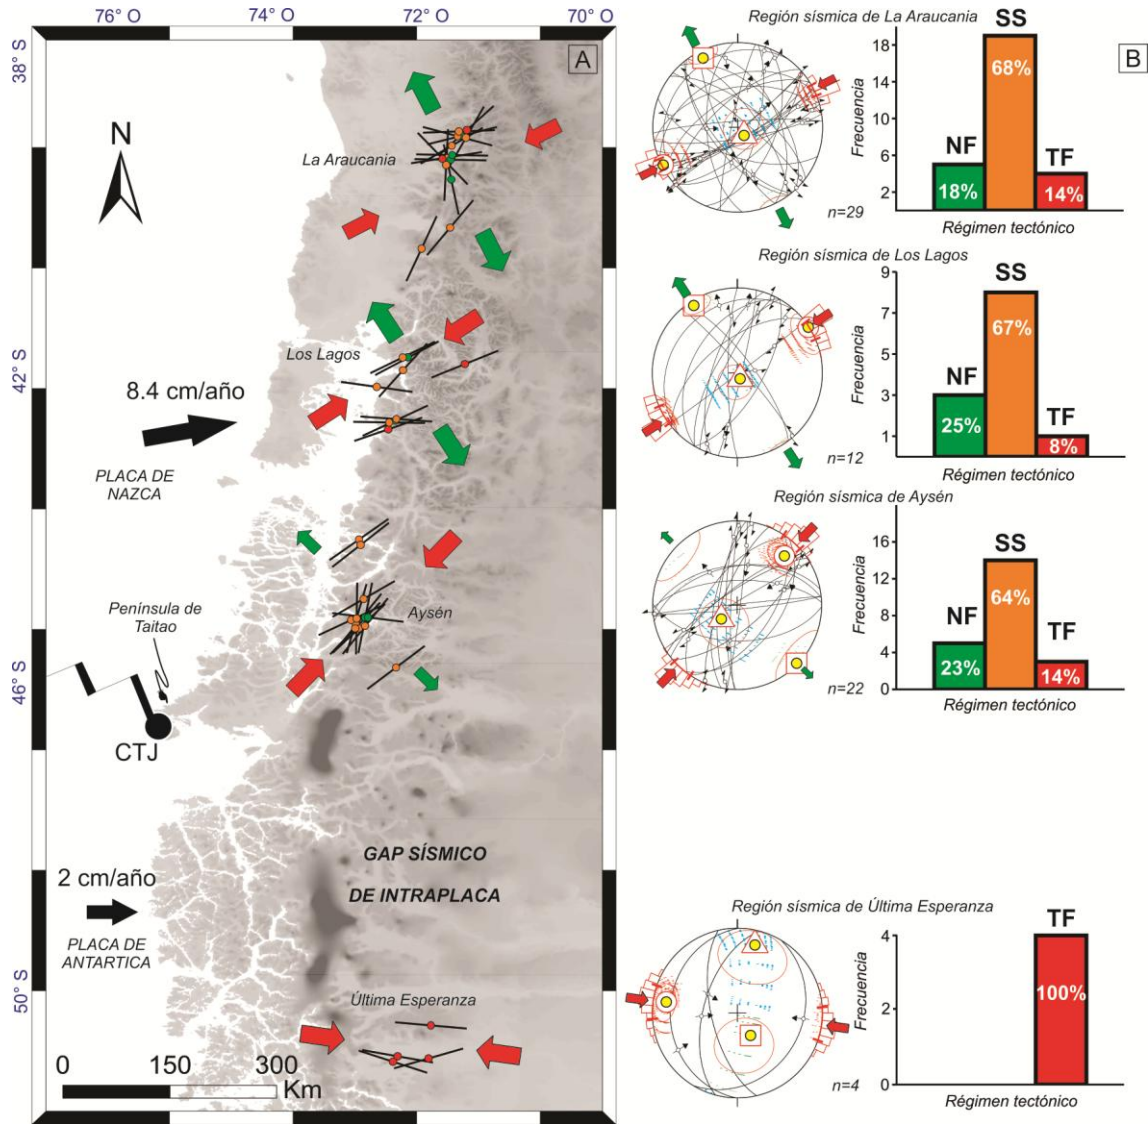 76° O
74° O
72° O
70° O
38° S
42° S
46° S
50° S
A
N
La Araucania
Los Lagos
8.4 cm/año
PLACA DE
NAZCA
Península de
Taitao
Aysén
CTJ
GAP SÍSMICO
DE INTRAPLACA
2 cm/año
PLACA DE
ANTARTICA
Última Esperanza
0
150
300
Km
B
Región sísmica de La Araucania
n=29
Frecuencia
18
14
10
6
2
NF
SS
TF
18%
68%
14%
Régimen tectónico
Región sísmica de Los Lagos
n=12
Frecuencia
9
7
5
3
1
NF
SS
TF
25%
67%
8%
Régimen tectónico
Región sísmica de Aysén
n=22
Frecuencia
16
12
8
4
0
NF
SS
TF
23%
64%
14%
Régimen tectónico
Región sísmica de Última Esperanza
n=4
Frecuencia
4
2
0
TF
100%
Régimen tectónico